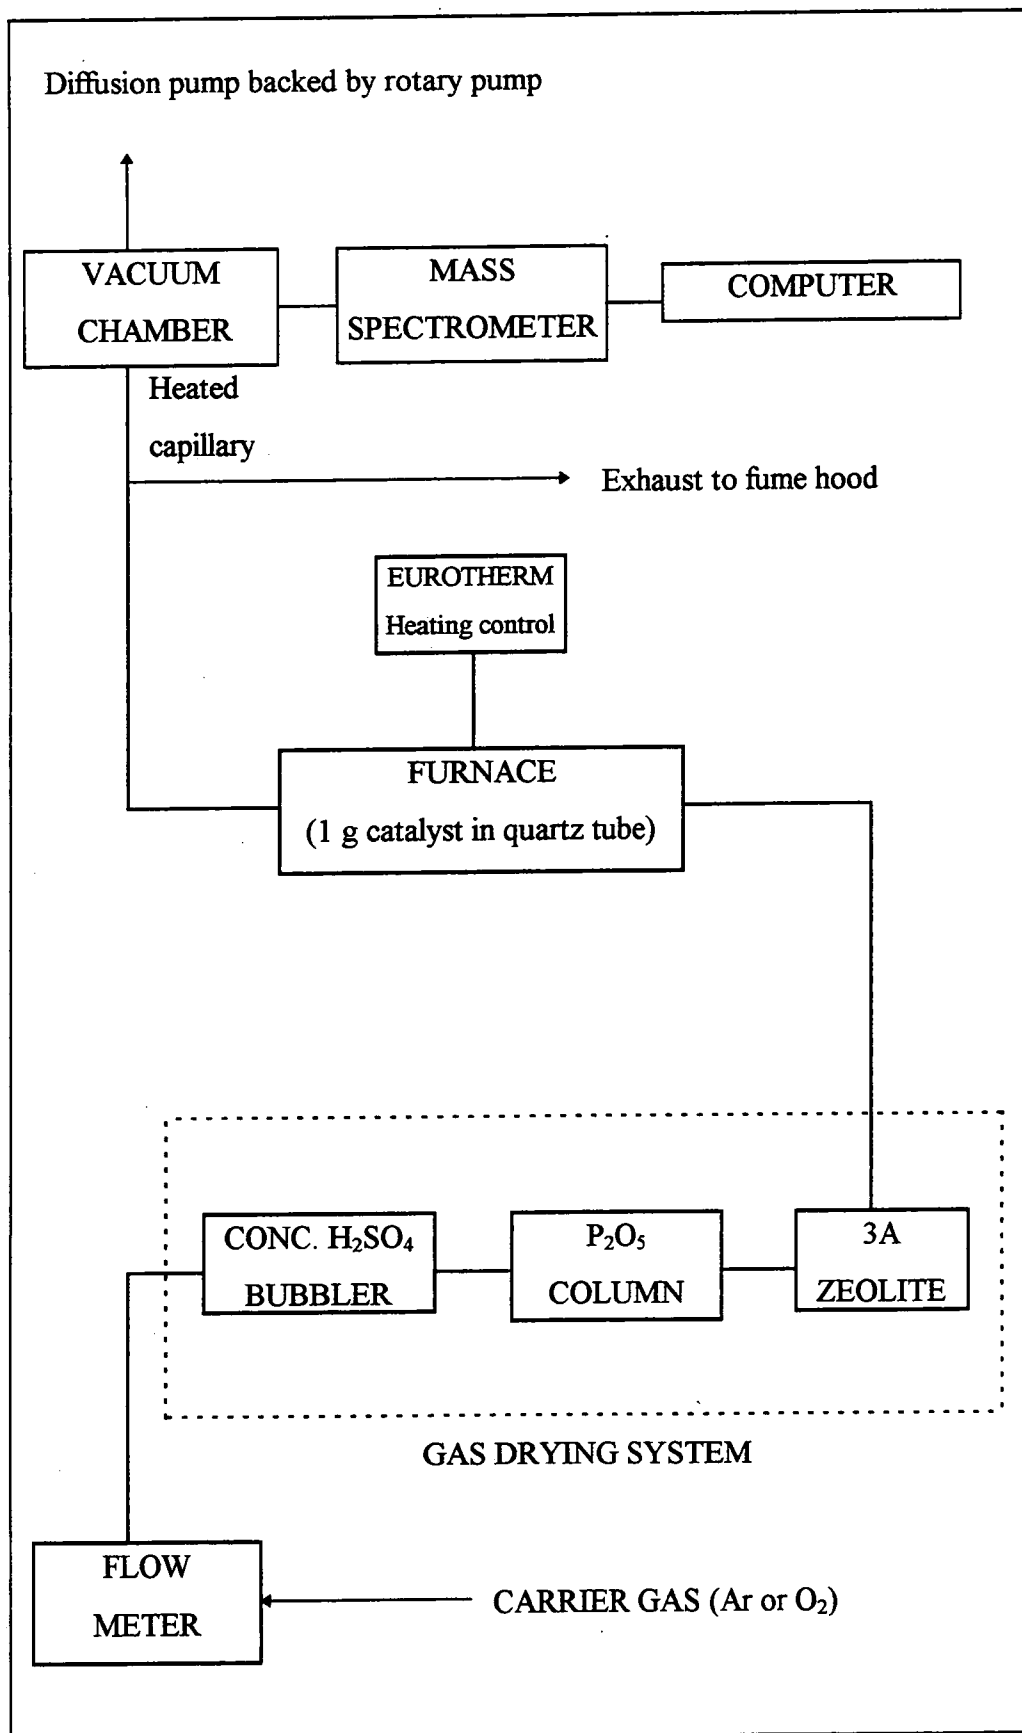 Diffusion pump backed by rotary pump
VACUUM
CHAMBER
MASS
SPECTROMETER
COMPUTER
Heated
capillary
Exhaust to fume hood
EUROTHERM
Heating control
FURNACE
(1 g catalyst in quartz tube)
CONC. H₂SO₄
BUBBLER
P₂O₅
COLUMN
3A
ZEOLITE
GAS DRYING SYSTEM
FLOW
METER
CARRIER GAS (Ar or O₂)